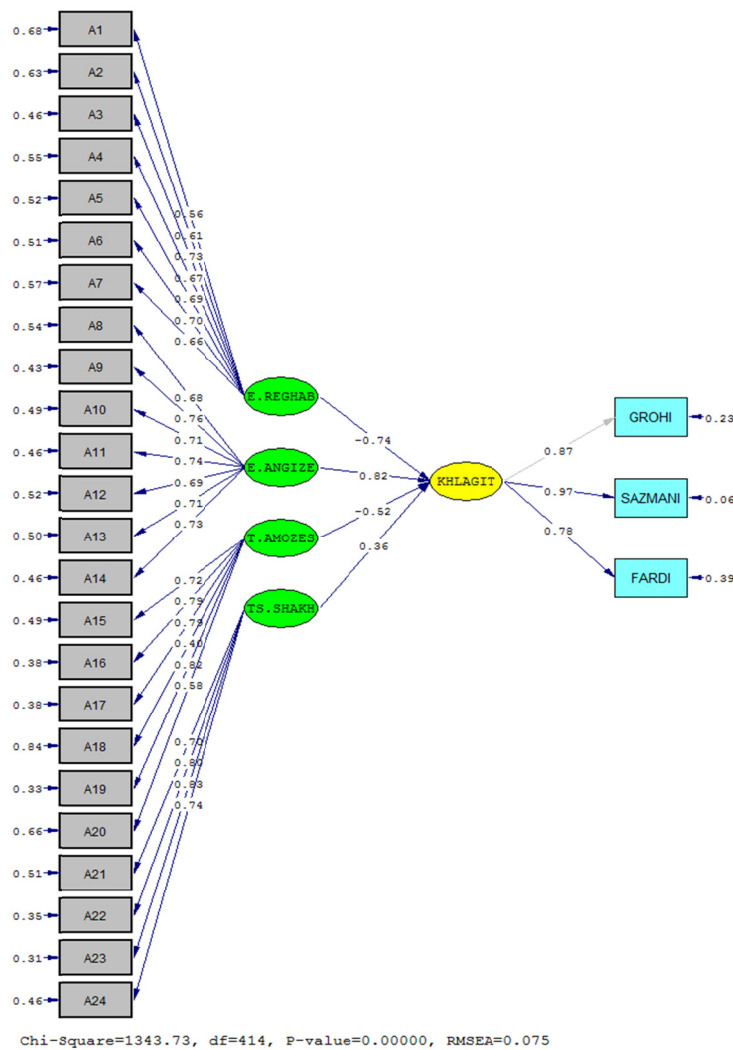 0.68 A1
0.63 A2
0.46 A3
0.55 A4
0.52 A5
0.51 A6
0.57 A7
0.54 A8
0.43 A9
0.49 A10
0.46 A11
0.52 A12
0.50 A13
0.46 A14
0.49 A15
0.38 A16
0.38 A17
0.84 A18
0.33 A19
0.66 A20
0.51 A21
0.35 A22
0.31 A23
0.46 A24
0.56
0.61
0.73
0.67
0.69
0.70
0.66
0.68
0.76
0.71
0.74
0.69
0.71
0.73
0.72
0.79
0.79
0.40
0.82
0.58
0.70
0.80
0.83
0.74
E.REGHAB
E.ANGIZE
T.AMOZES
TS.SHAKH
-0.74
0.82
-0.52
0.36
KHLAGIT
0.87
0.97
0.78
GROHI 0.23
SAZMANI 0.06
FARDI 0.39
Chi-Square=1343.73, df=414, P-value=0.00000, RMSEA=0.075